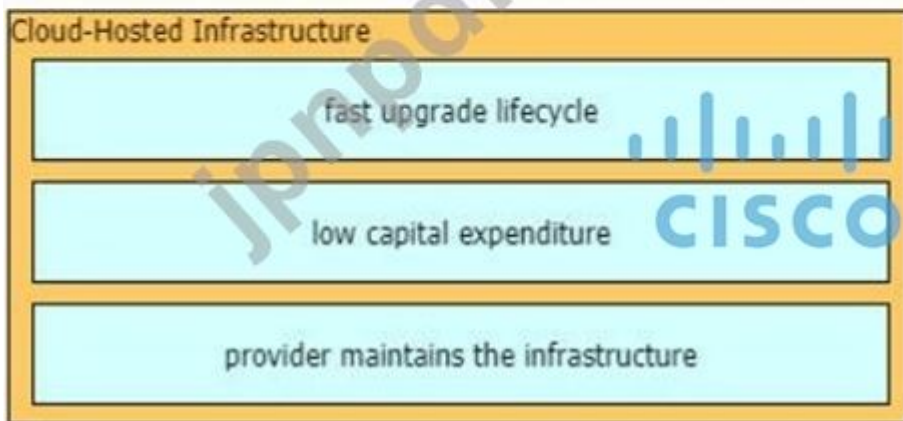 Cloud-Hosted Infrastructure
fast upgrade lifecycle
low capital expenditure
provider maintains the infrastructure
CISCO